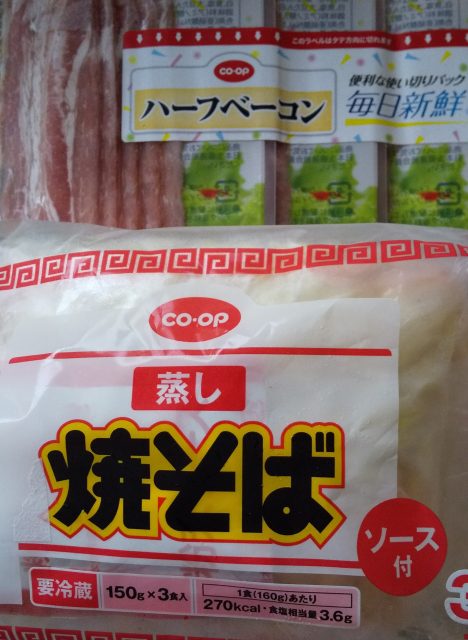 このラベルはタテ方向に切れます
CO·OP
ハーフベーコン
便利な使い切りパック
毎日新鮮
CO·OP
蒸し
焼そば
ソース
付
要冷蔵
150g×3食入
1食(160g)あたり
270kcal・食塩相当量3.6g
3